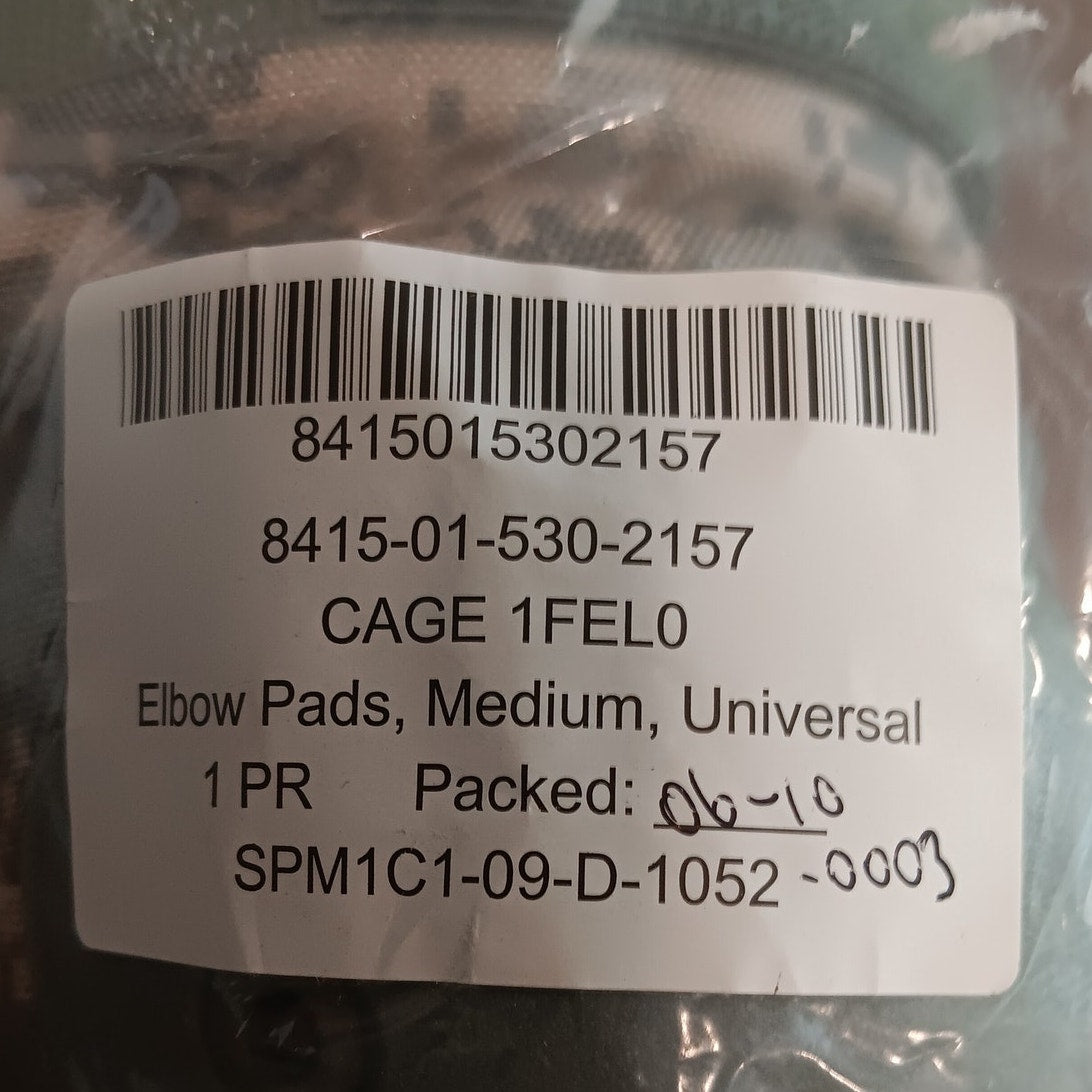 8415015302157
8415-01-530-2157
CAGE 1FEL0
Elbow Pads, Medium, Universal
1 PR Packed: 06-10
SPM1C1-09-D-1052-0003